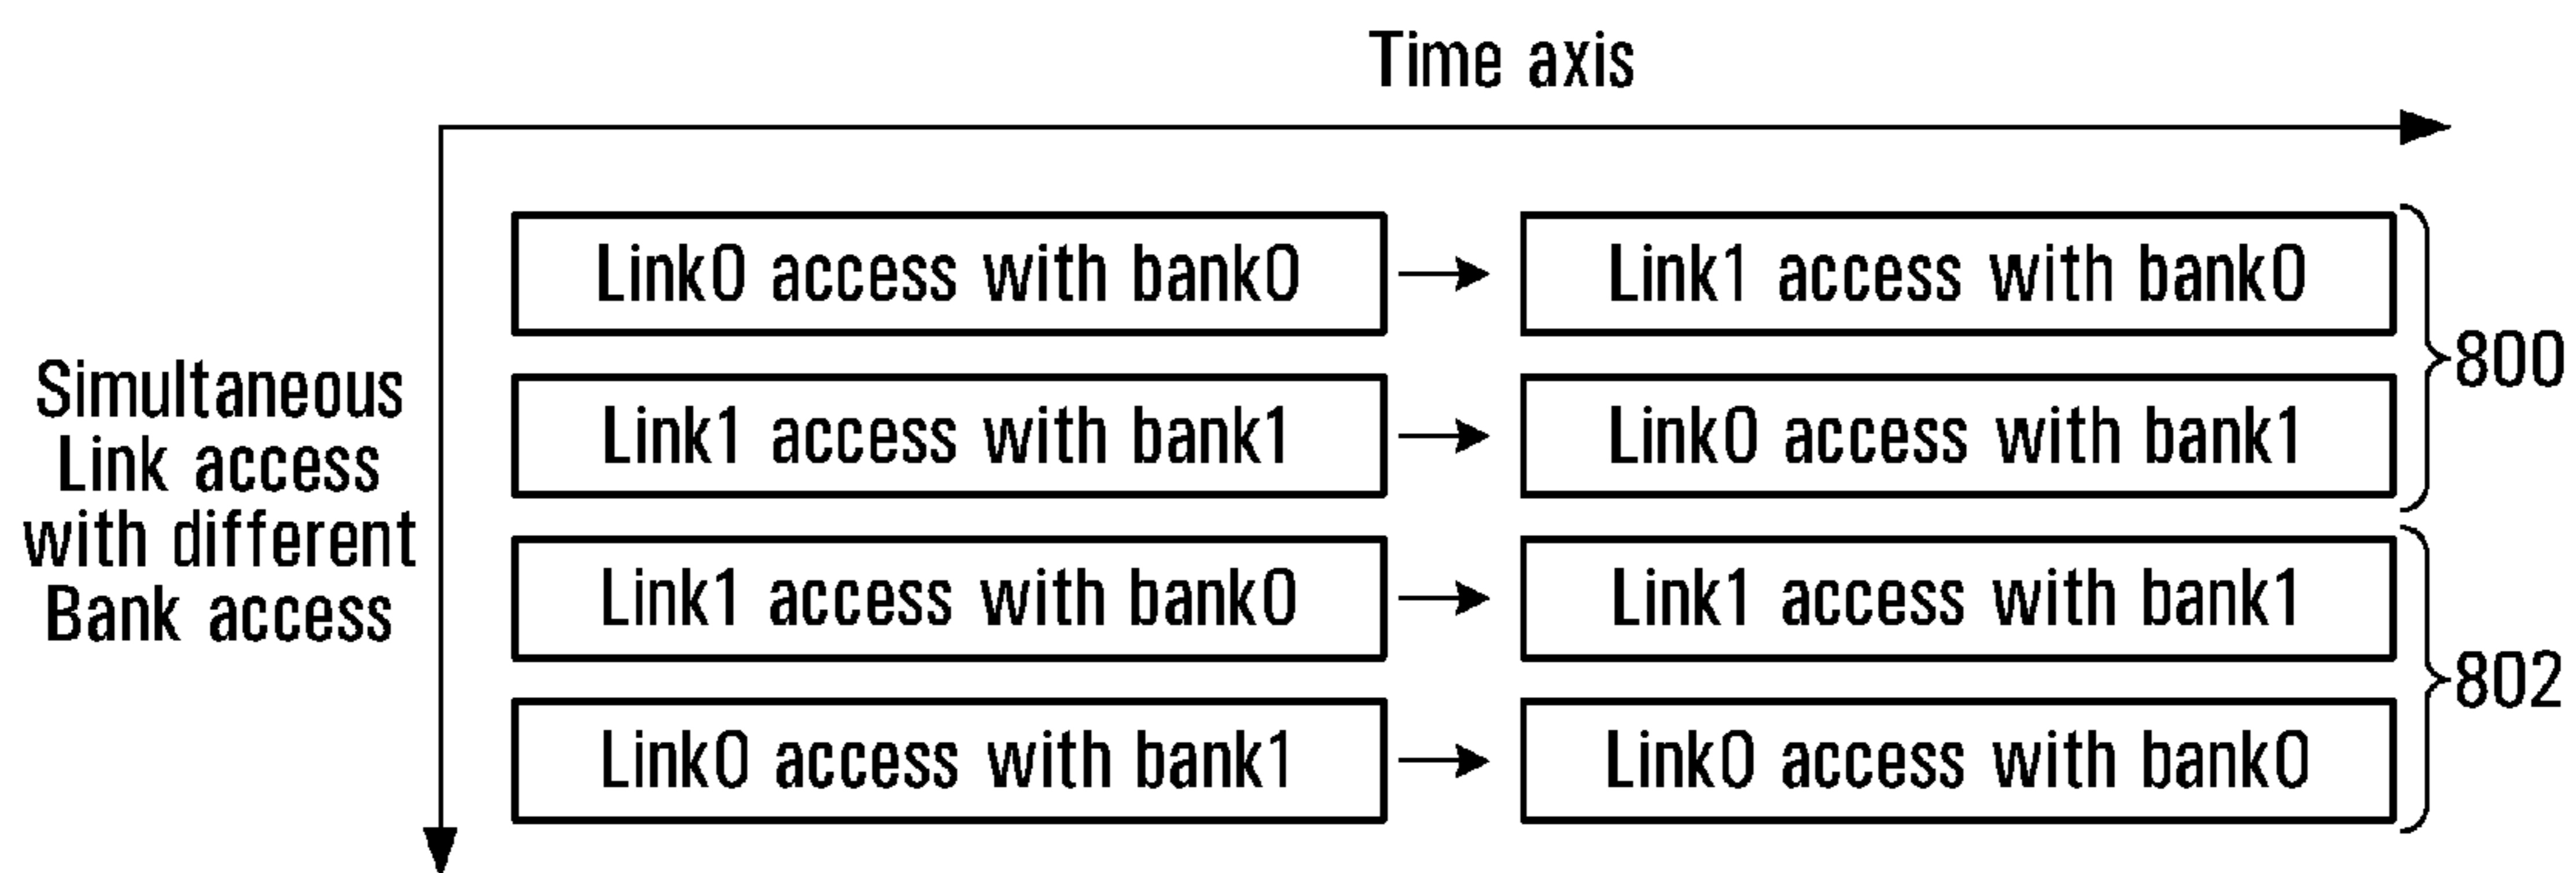 Time axis
Simultaneous
Link access
with different
Bank access
Link0 access with bank0
Link1 access with bank0
Link1 access with bank1
Link0 access with bank1
800
Link1 access with bank0
Link1 access with bank1
Link0 access with bank1
Link0 access with bank0
802